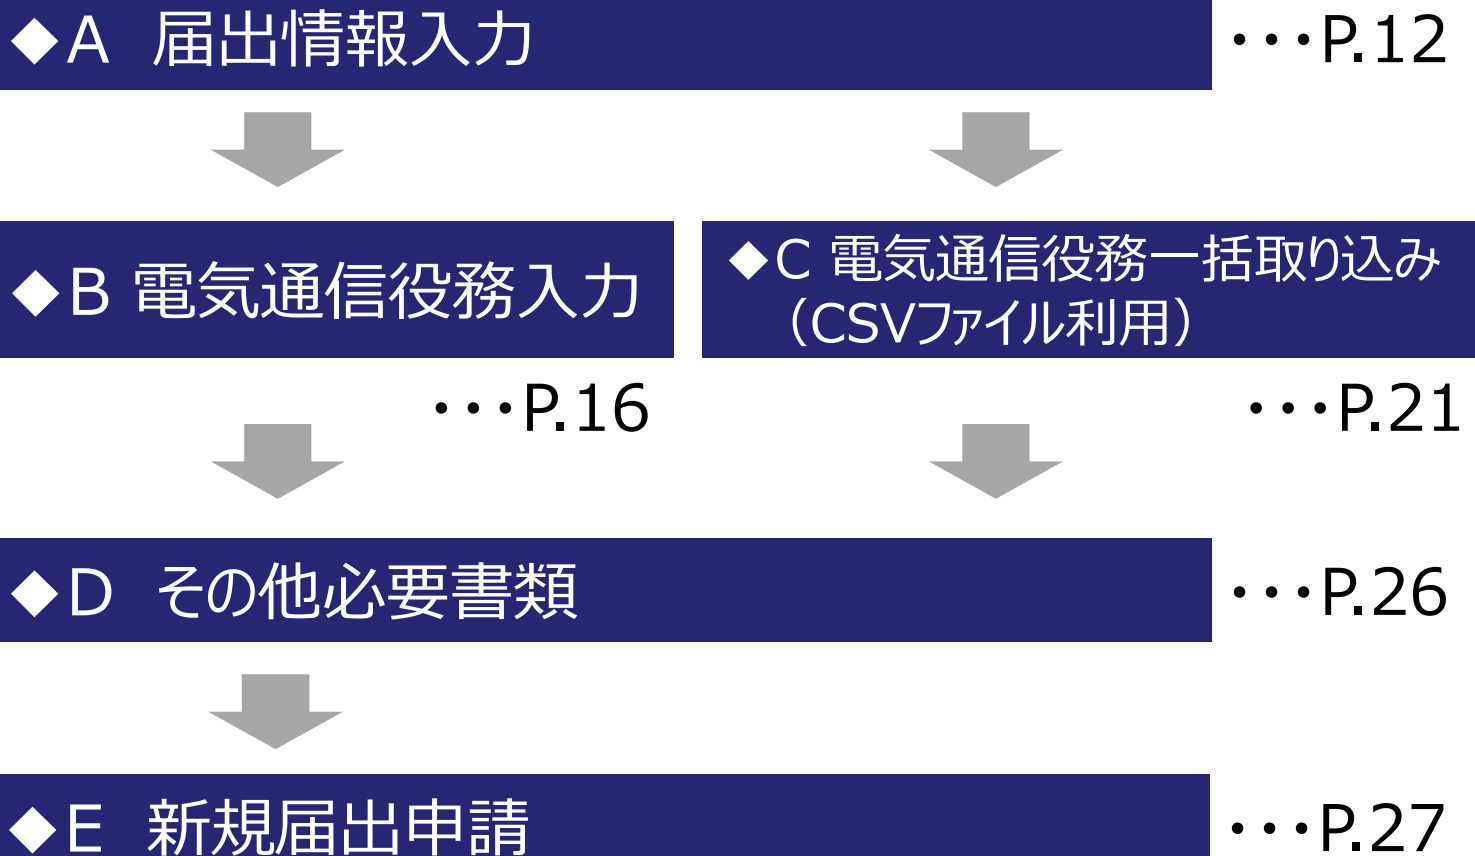 ◆A 届出情報入力 ・・・P.12
◆B 電気通信役務入力
・・・P.16
◆C 電気通信役務一括取り込み
（CSVファイル利用）
・・・P.21
◆D その他必要書類 ・・・P.26
◆E 新規届出申請 ・・・P.27